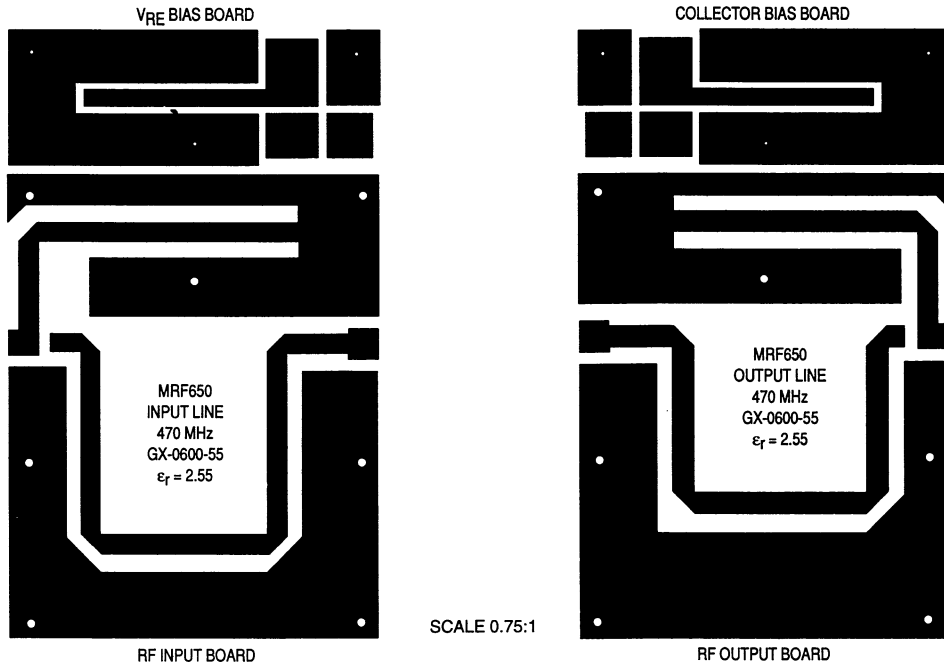 VRE BIAS BOARD
COLLECTOR BIAS BOARD
MRF650
INPUT LINE
470 MHz
GX-0600-55
εr = 2.55
MRF650
OUTPUT LINE
470 MHz
GX-0600-55
εr = 2.55
SCALE 0.75:1
RF INPUT BOARD
RF OUTPUT BOARD